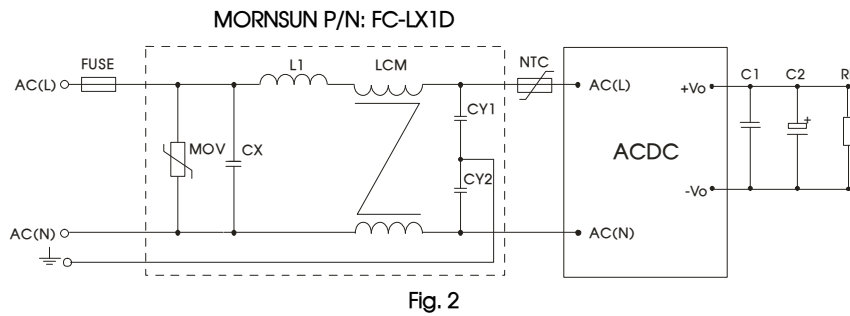 MORNSUN P/N: FC-LX1D
FUSE
L1
LCM
NTC
C1
C2
AC(L)
AC(L)
+Vo
CY1
+
MOV
CX
ACDC
CY2
-Vo
AC(N)
AC(N)
Fig. 2